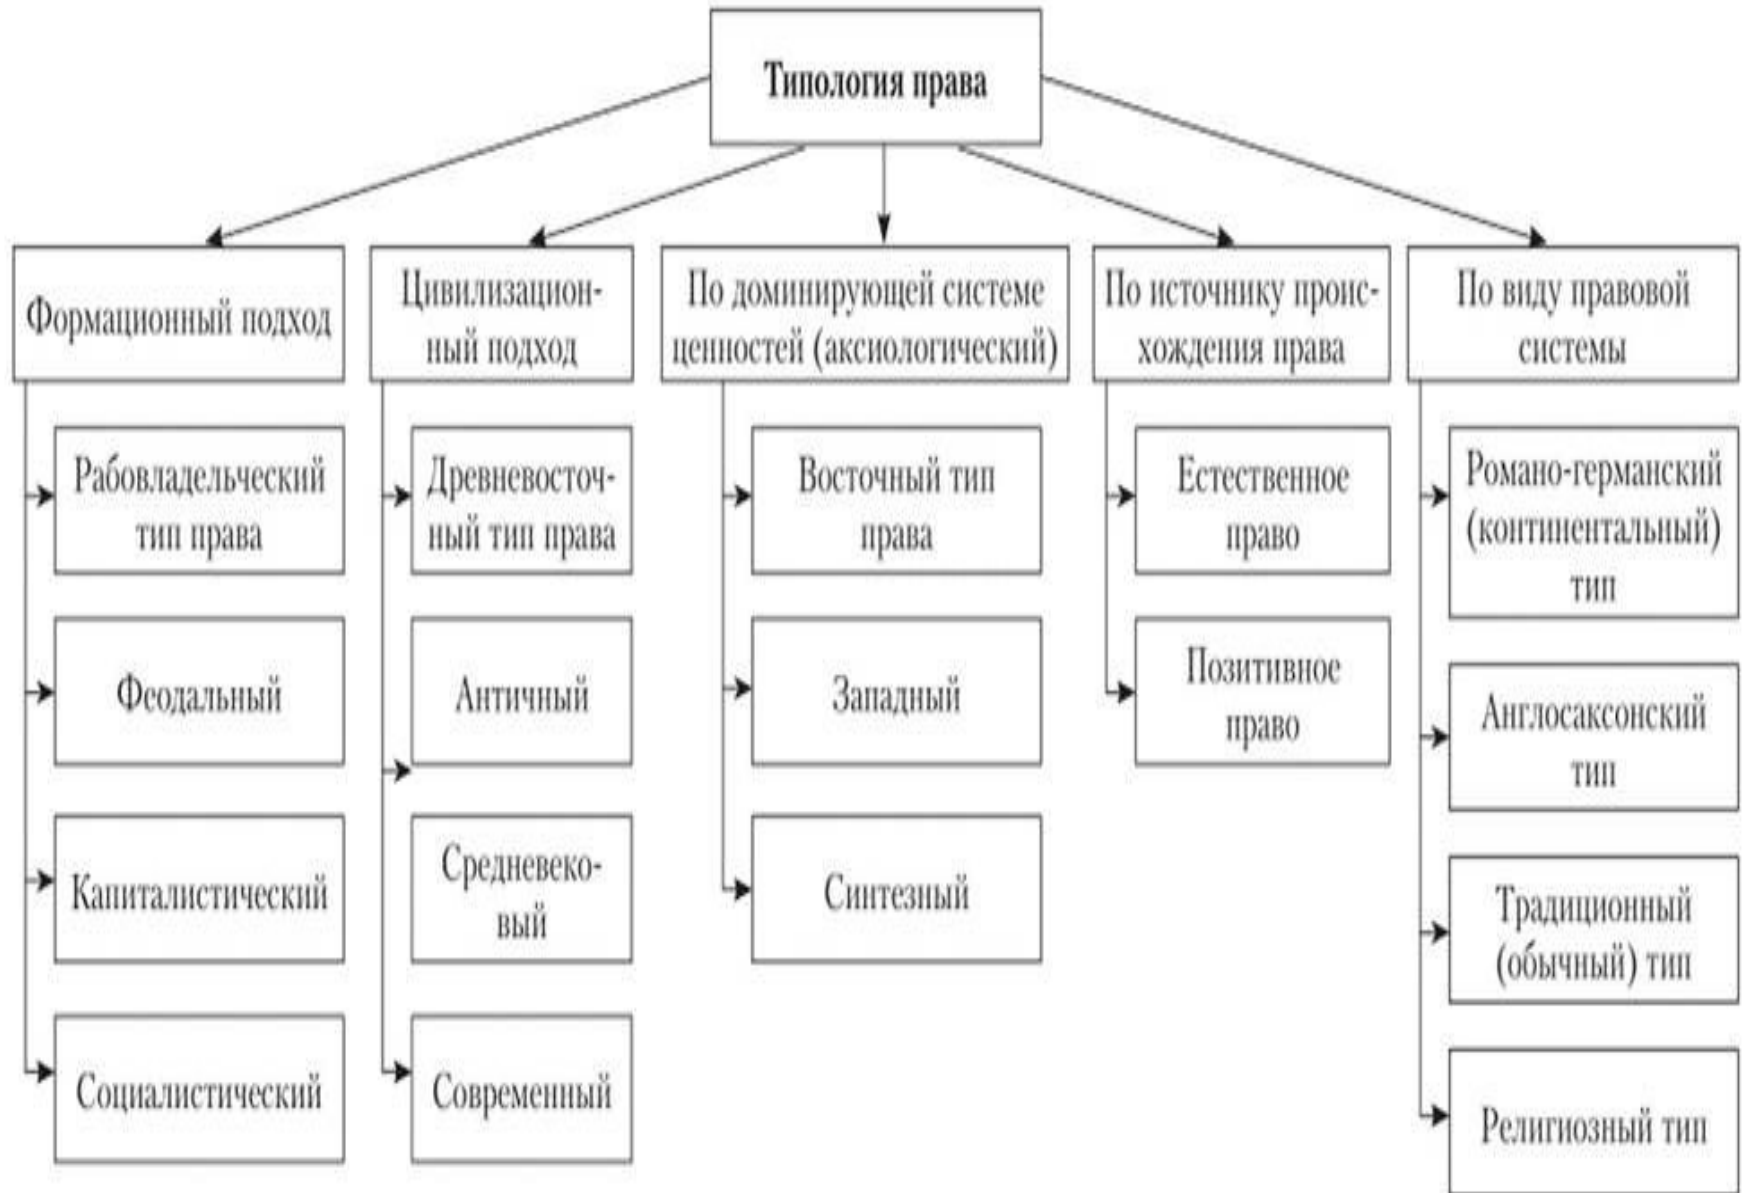 Типология права
Формационный подход
Рабовладельческий
тип права
Феодальный
Капиталистический
Социалистический
Цивилизацион-
ный подход
Древневосточ-
ный тип права
Античный
Средневеко-
вый
Современный
По доминирующей системе
ценностей (аксиологический)
Восточный тип
права
Западный
Синтезный
По источнику проис-
хождения права
Естественное
право
Позитивное
право
По виду правовой
системы
Романо-германский
(континентальный)
тип
Англосаксонский
тип
Традиционный
(обычный) тип
Религиозный тип